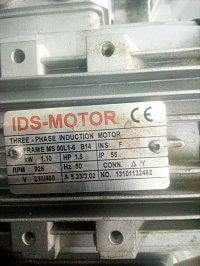 IDS-MOTOR CE
THREE-PHASE INDUCTION MOTOR
FRAME MS 90L1-6 B14 INS F
kW 1.10 HP 1.5 IP 55
RPM 925 Hz 50 CONN. Δ/Y
V 230/400 A 5.23/3.02 NO. 13101132462